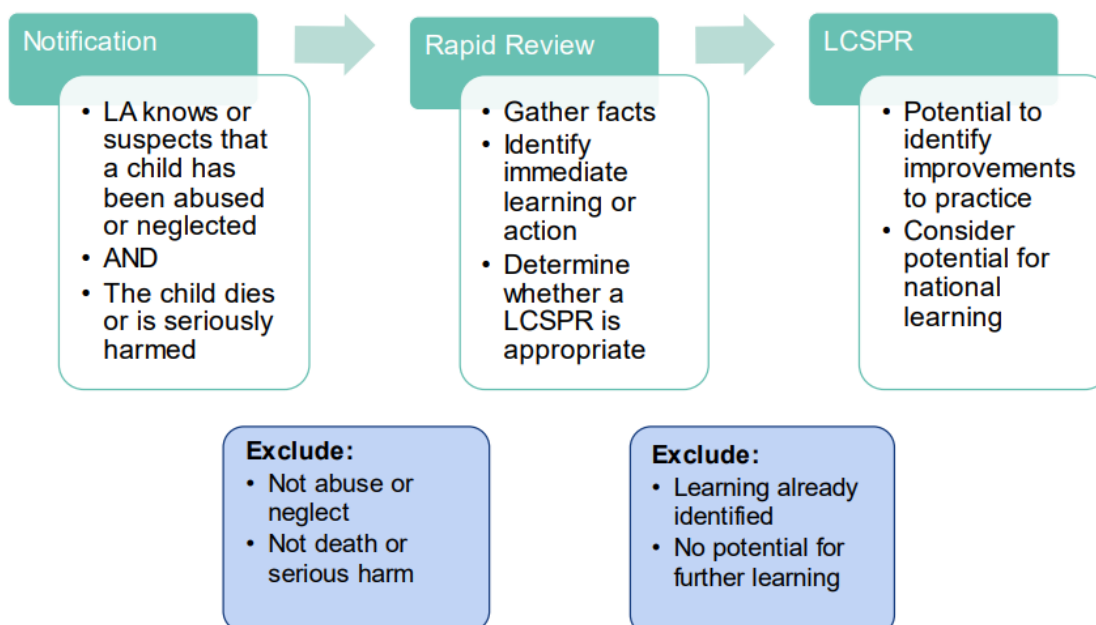 Notification
• LA knows or
suspects that
a child has
been abused
or neglected
• AND
• The child dies
or is seriously
harmed
Rapid Review
• Gather facts
• Identify
immediate
learning or
action
• Determine
whether a
LCSPR is
appropriate
LCSPR
• Potential to
identify
improvements
to practice
• Consider
potential for
national
learning
Exclude:
• Not abuse or
neglect
• Not death or
serious harm
Exclude:
• Learning already
identified
• No potential for
further learning